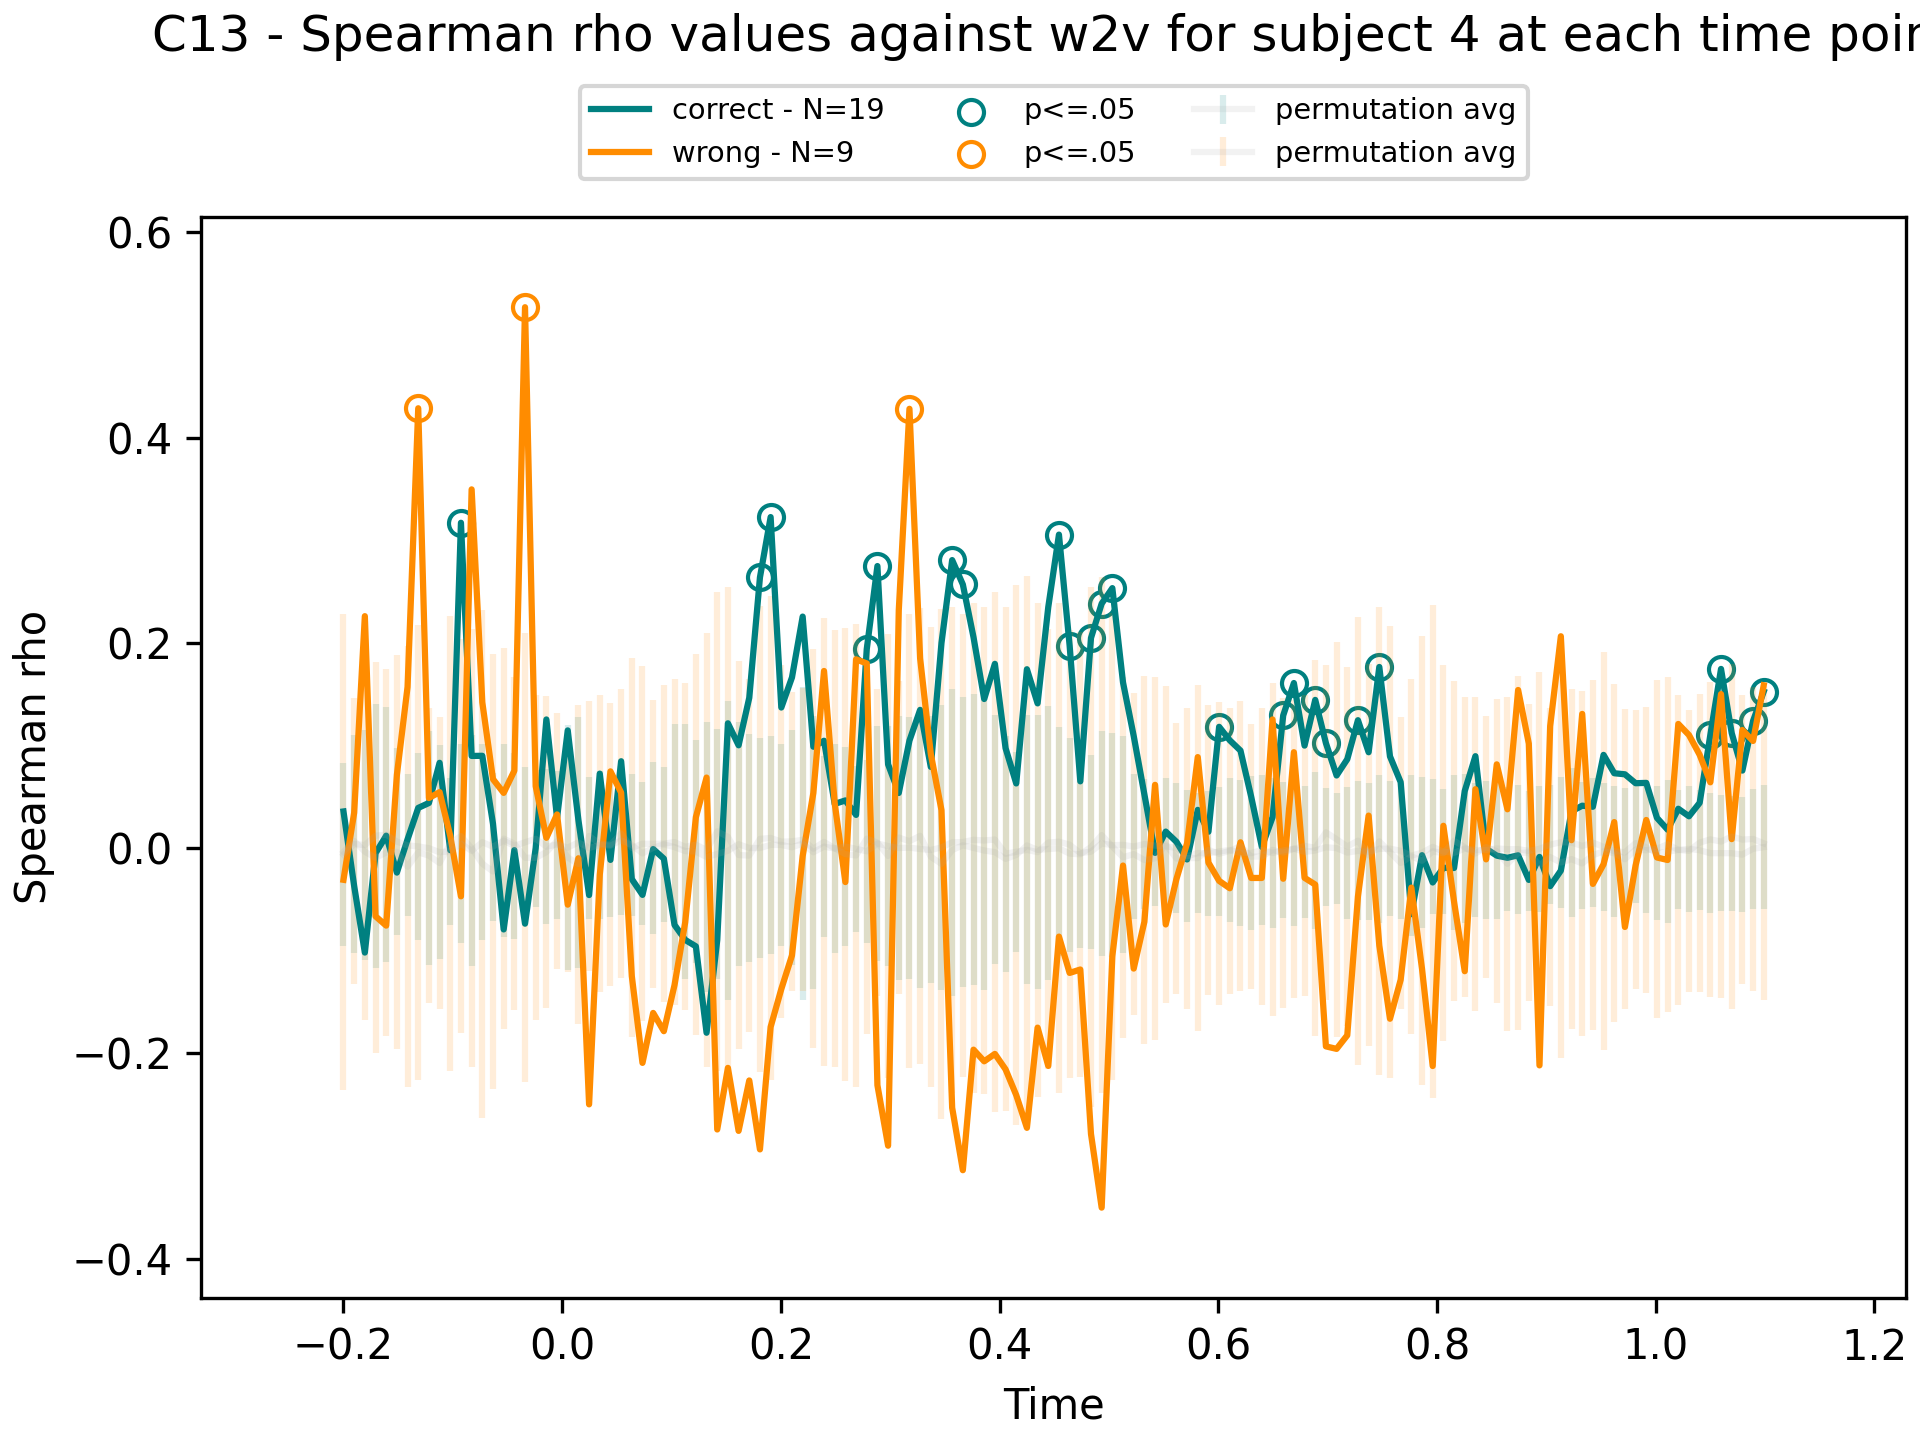 C13 - Spearman rho values against w2v for subject 4 at each time poin
correct - N=19
wrong - N=9
p<=.05
p<=.05
permutation avg
permutation avg
0.6
0.4
0.2
0.0
−0.2
−0.4
Spearman rho
−0.2 0.0 0.2 0.4 0.6 0.8 1.0 1.2
Time